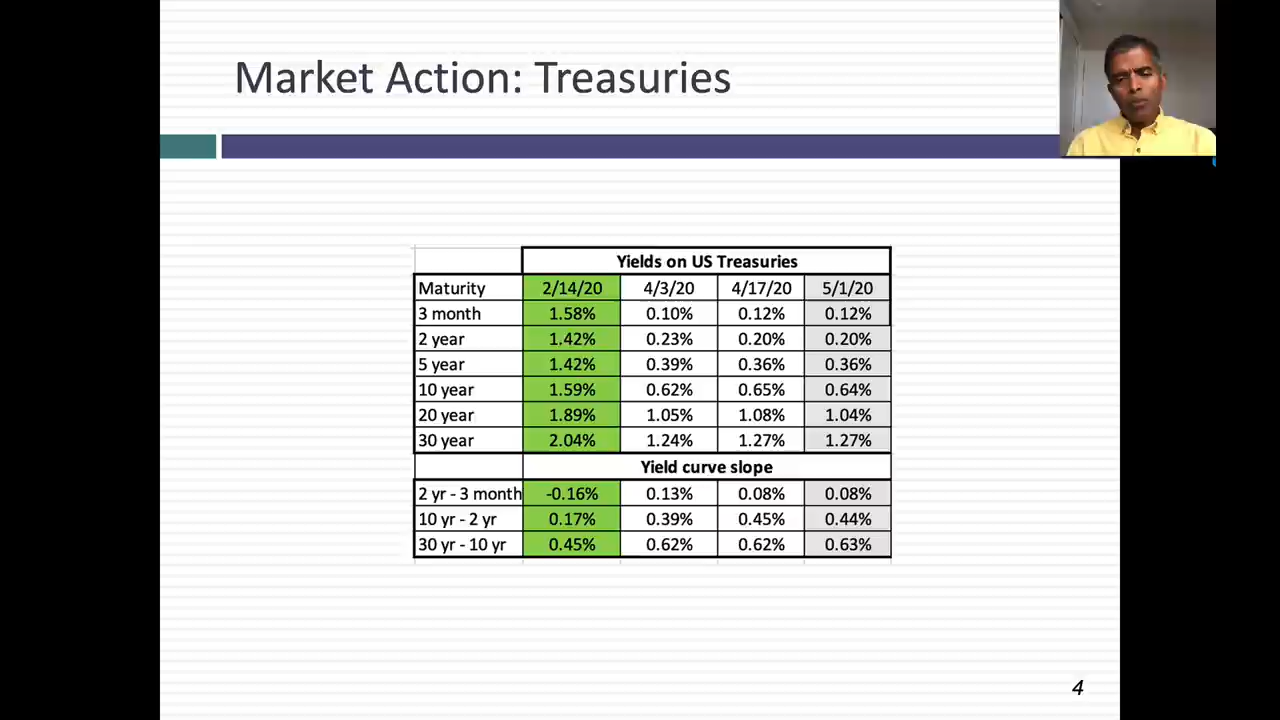 Market Action: Treasuries
Yields on US Treasuries
Maturity 2/14/20 4/3/20 4/17/20 5/1/20
3 month 1.58% 0.10% 0.12% 0.12%
2 year 1.42% 0.23% 0.20% 0.20%
5 year 1.42% 0.39% 0.36% 0.36%
10 year 1.59% 0.62% 0.65% 0.64%
20 year 1.89% 1.05% 1.08% 1.04%
30 year 2.04% 1.24% 1.27% 1.27%
Yield curve slope
2 yr - 3 month -0.16% 0.13% 0.08% 0.08%
10 yr - 2 yr 0.17% 0.39% 0.45% 0.44%
30 yr - 10 yr 0.45% 0.62% 0.62% 0.63%
4